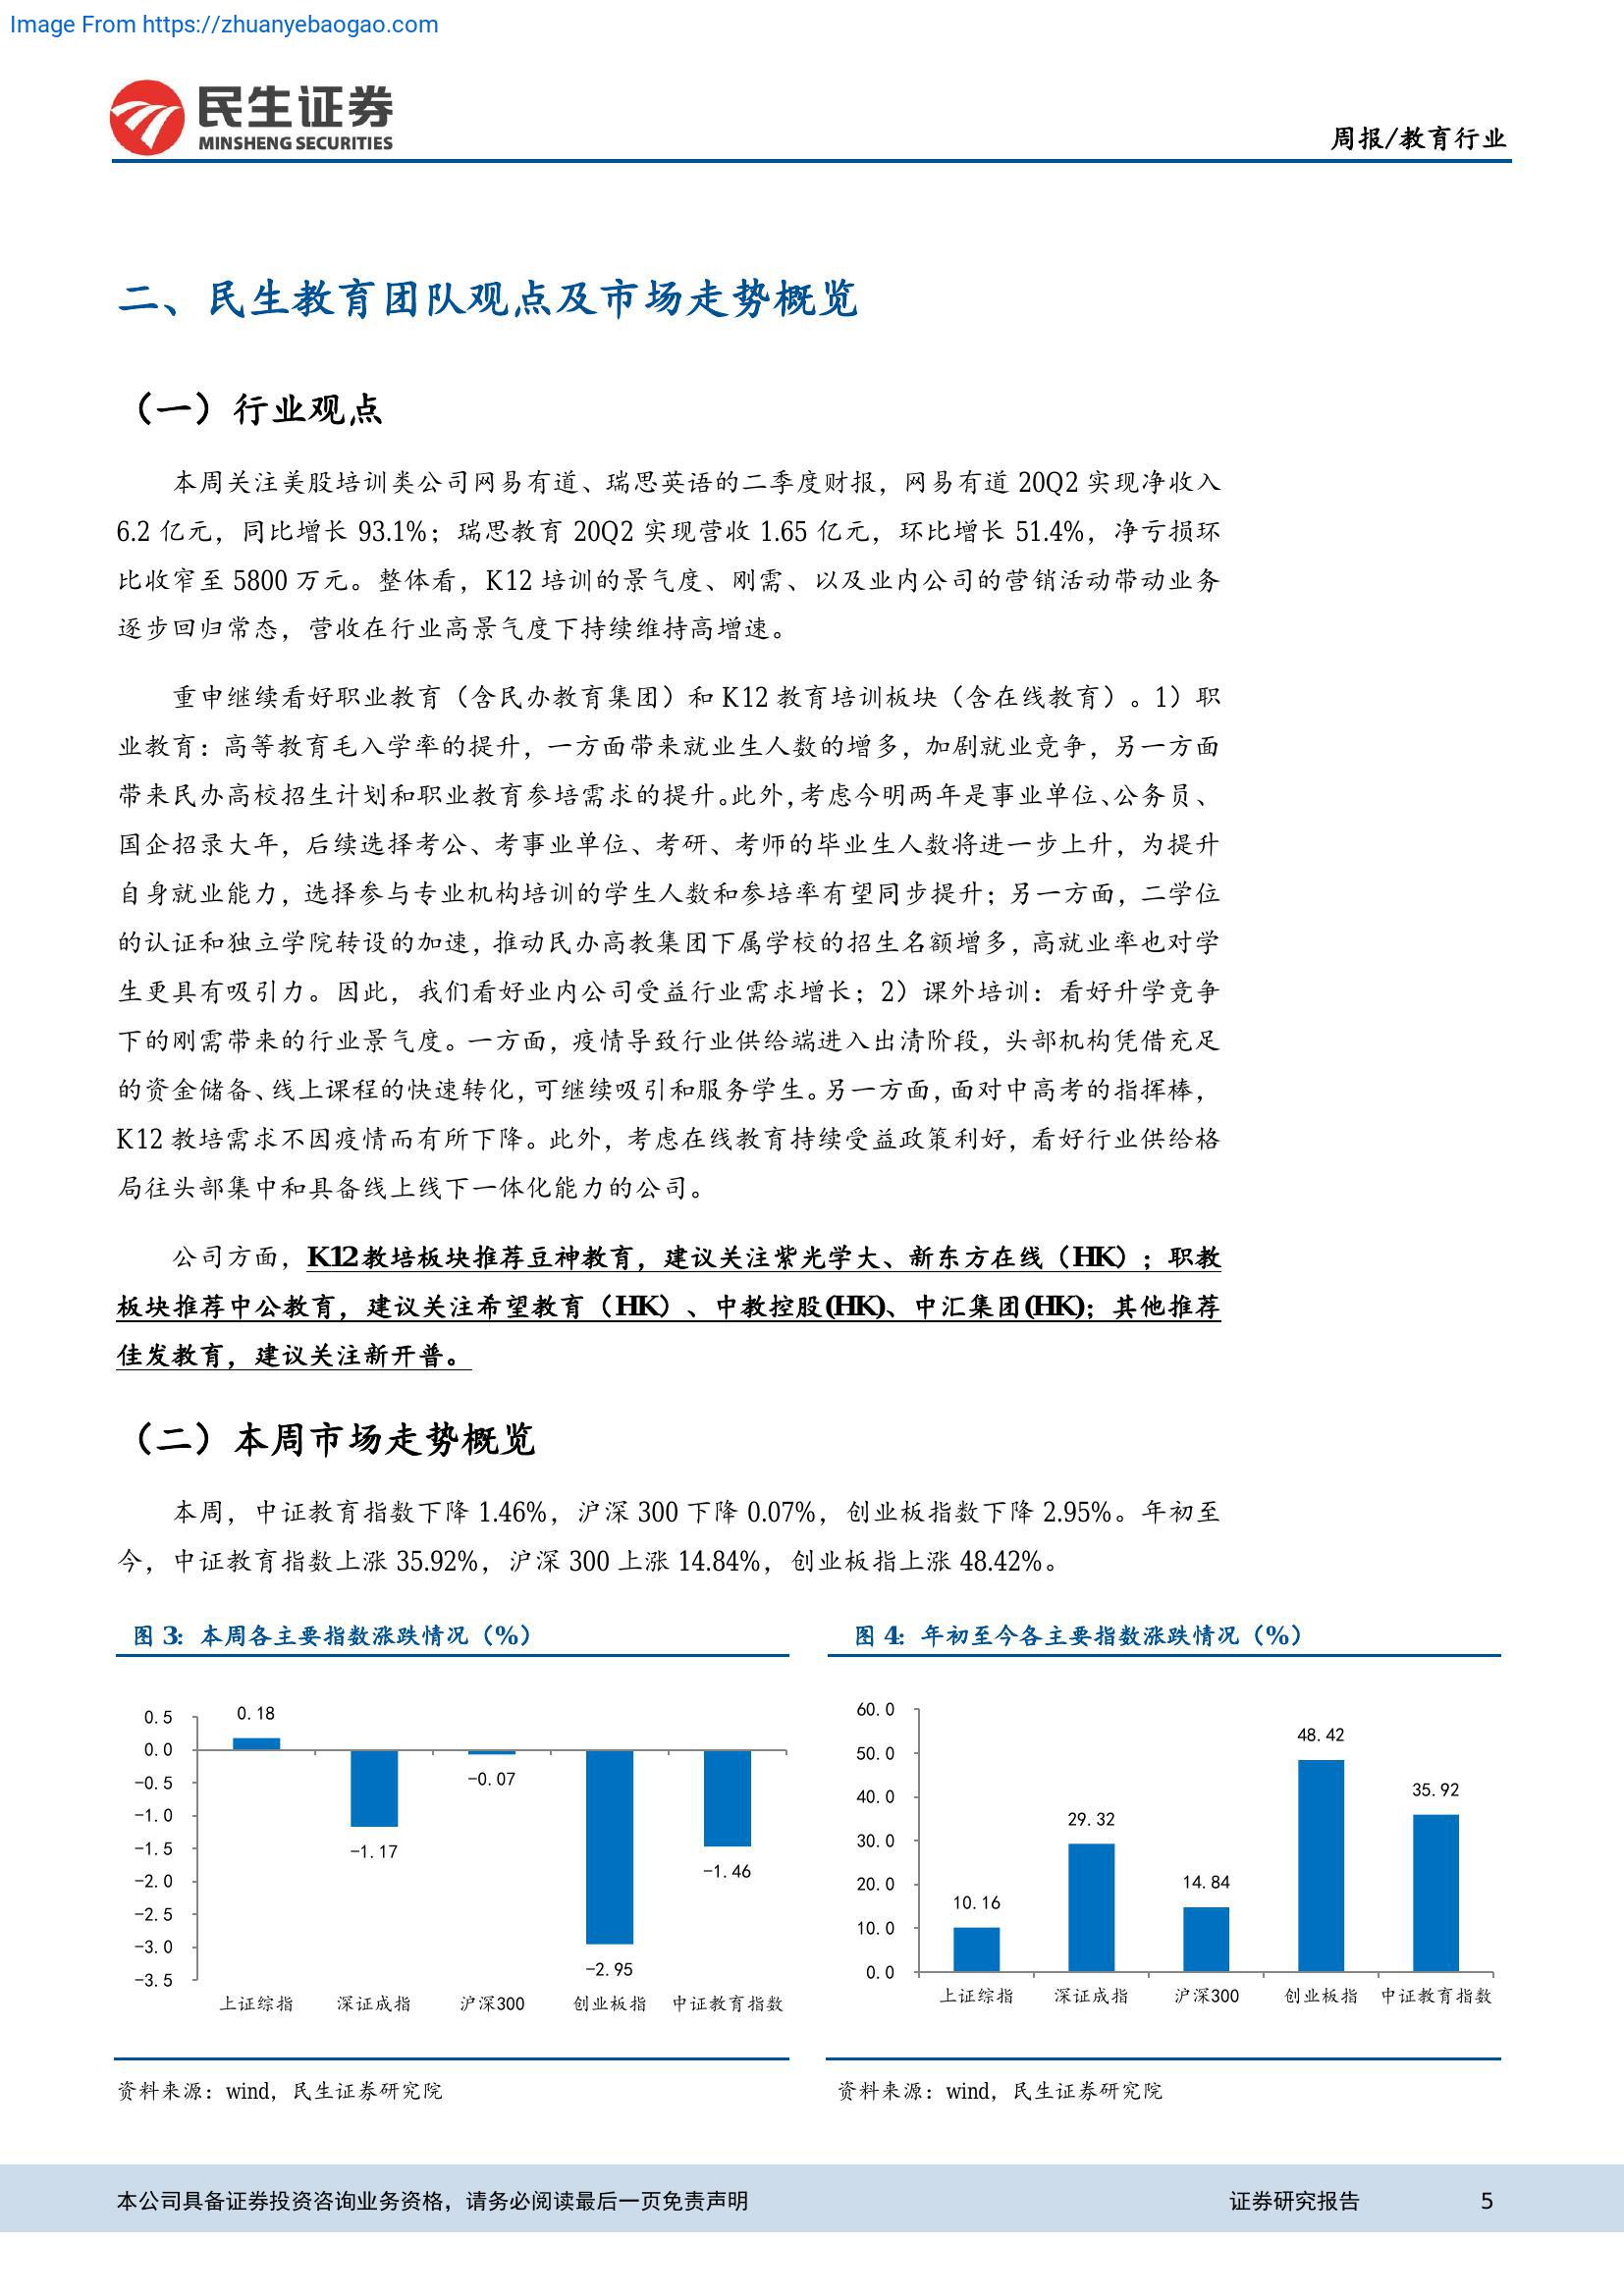 Image From https://zhuanyebaogao.com
民生证券
MINSHENG SECURITIES
周报/教育行业
二、民生教育团队观点及市场走势概览
（一）行业观点
本周关注美股培训类公司网易有道、瑞思英语的二季度财报，网易有道 20Q2 实现净收入
6.2 亿元，同比增长 93.1%；瑞思教育 20Q2 实现营收 1.65 亿元，环比增长 51.4%，净亏损环
比收窄至 5800 万元。整体看，K12 培训的景气度、刚需、以及业内公司的营销活动带动业务
逐步回归常态，营收在行业高景气度下持续维持高增速。
重申继续看好职业教育（含民办教育集团）和 K12 教育培训板块（含在线教育）。1）职
业教育：高等教育毛入学率的提升，一方面带来就业生人数的增多，加剧就业竞争，另一方面
带来民办高校招生计划和职业教育参培需求的提升。此外，考虑今明两年是事业单位、公务员、
国企招录大年，后续选择考公、考事业单位、考研、考师的毕业生人数将进一步上升，为提升
自身就业能力，选择参与专业机构培训的学生人数和参培率有望同步提升；另一方面，二学位
的认证和独立学院转设的加速，推动民办高教集团下属学校的招生名额增多，高就业率也对学
生更具有吸引力。因此，我们看好业内公司受益行业需求增长；2）课外培训：看好升学竞争
下的刚需带来的行业景气度。一方面，疫情导致行业供给端进入出清阶段，头部机构凭借充足
的资金储备、线上课程的快速转化，可继续吸引和服务学生。另一方面，面对中高考的指挥棒，
K12 教培需求不因疫情而有所下降。此外，考虑在线教育持续受益政策利好，看好行业供给格
局往头部集中和具备线上线下一体化能力的公司。
公司方面，K12 教培板块推荐豆神教育，建议关注紫光学大、新东方在线（HK）；职教
板块推荐中公教育，建议关注希望教育（HK）、中教控股(HK)、中汇集团(HK)；其他推荐
佳发教育，建议关注新开普。
（二）本周市场走势概览
本周，中证教育指数下降 1.46%，沪深 300 下降 0.07%，创业板指数下降 2.95%。年初至
今，中证教育指数上涨 35.92%，沪深 300 上涨 14.84%，创业板指上涨 48.42%。
图 3：本周各主要指数涨跌情况（%）
0.5
0.0
-0.5
-1.0
-1.5
-2.0
-2.5
-3.0
-3.5
0.18
-1.17
-0.07
-2.95
-1.46
上证综指 深证成指 沪深300 创业板指 中证教育指数
资料来源：wind，民生证券研究院
图 4：年初至今各主要指数涨跌情况（%）
60.0
50.0
40.0
30.0
20.0
10.0
0.0
10.16
29.32
14.84
48.42
35.92
上证综指 深证成指 沪深300 创业板指 中证教育指数
资料来源：wind，民生证券研究院
本公司具备证券投资咨询业务资格，请务必阅读最后一页免责声明 证券研究报告 5